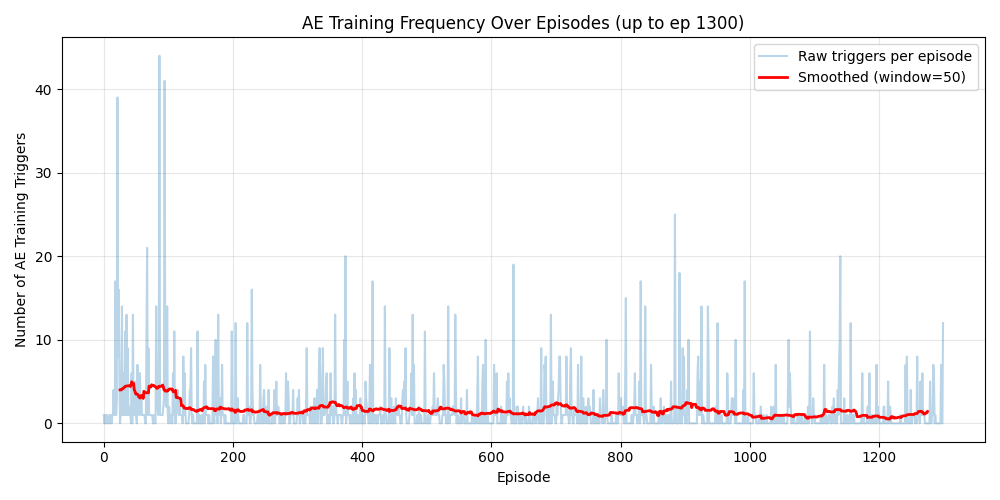 AE Training Frequency Over Episodes (up to ep 1300)
Raw triggers per episode
Smoothed (window=50)
Number of AE Training Triggers
40
30
20
10
0
0 200 400 600 800 1000 1200
Episode